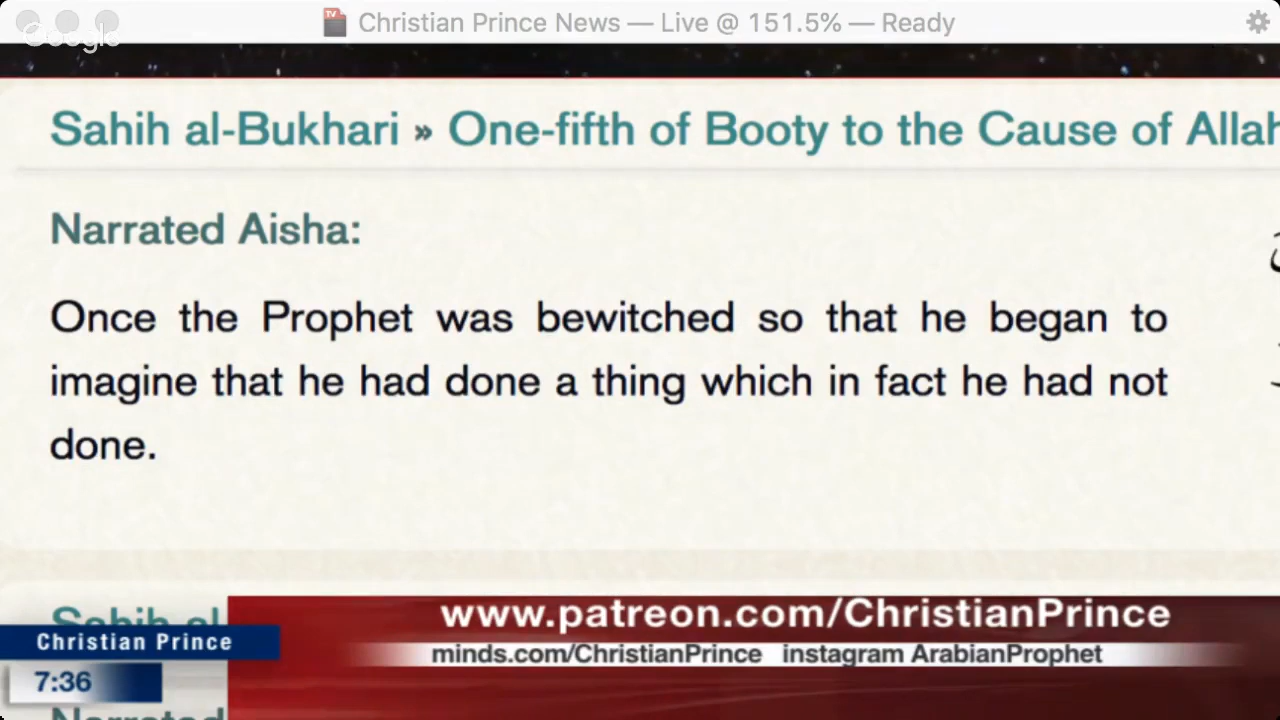 Christian Prince News — Live @ 151.5% — Ready
Google
Sahih al-Bukhari » One-fifth of Booty to the Cause of Allah
Narrated Aisha:
Once the Prophet was bewitched so that he began to
imagine that he had done a thing which in fact he had not
done.
www.patreon.com/ChristianPrince
Christian Prince
minds.com/ChristianPrince instagram ArabianProphet
7:36
Narrated